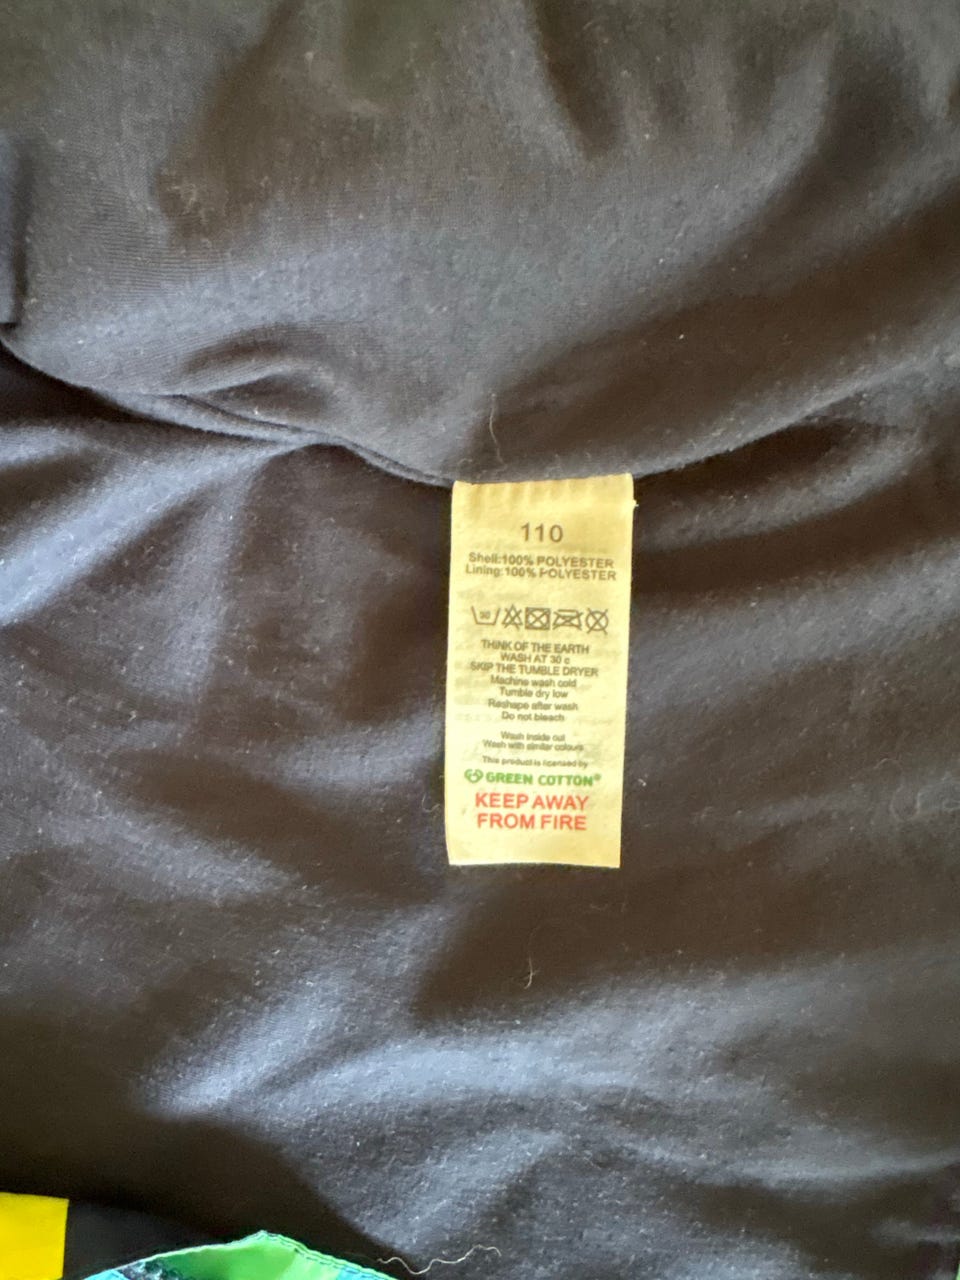 110
Shell:100% POLYESTER
Lining:100% POLYESTER
30
THINK OF THE EARTH
WASH AT 30 c
SKIP THE TUMBLE DRYER
Machine wash cold
Tumble dry low
Reshape after wash
Do not bleach
Wash inside out
Wash with similar colours
This product is licensed by
GREEN COTTON®
KEEP AWAY
FROM FIRE